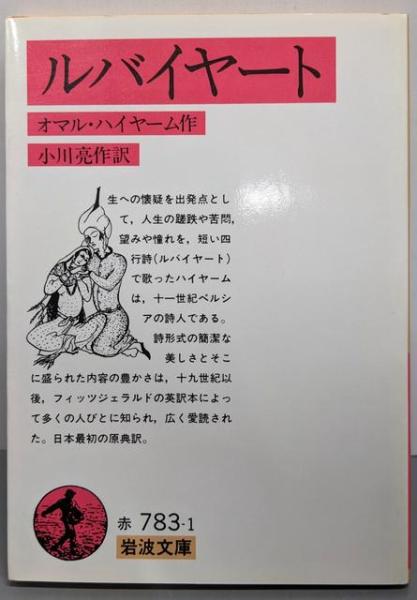 ルバイヤート
オマル・ハイヤーム作
小川亮作訳
生への懐疑を出発点とし
て，人生の蹉跌や苦悶，
望みや憧れを，短い四
行詩（ルバイヤート）
で歌ったハイヤーム
は，十一世紀ペルシ
アの詩人である。
詩形式の簡潔な
美しさとそこ
に盛られた内容の豊かさは，十九世紀以
後，フィッツジェラルドの英訳本によっ
て多くの人びとに知られ，広く愛読され
た。日本最初の原典訳。
赤 783-1
岩波文庫